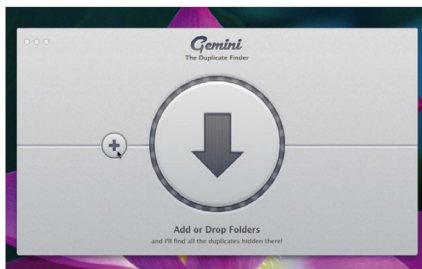 Gemini
The Duplicate Finder
Add or Drop Folders
and I'll find all the duplicates hidden there!